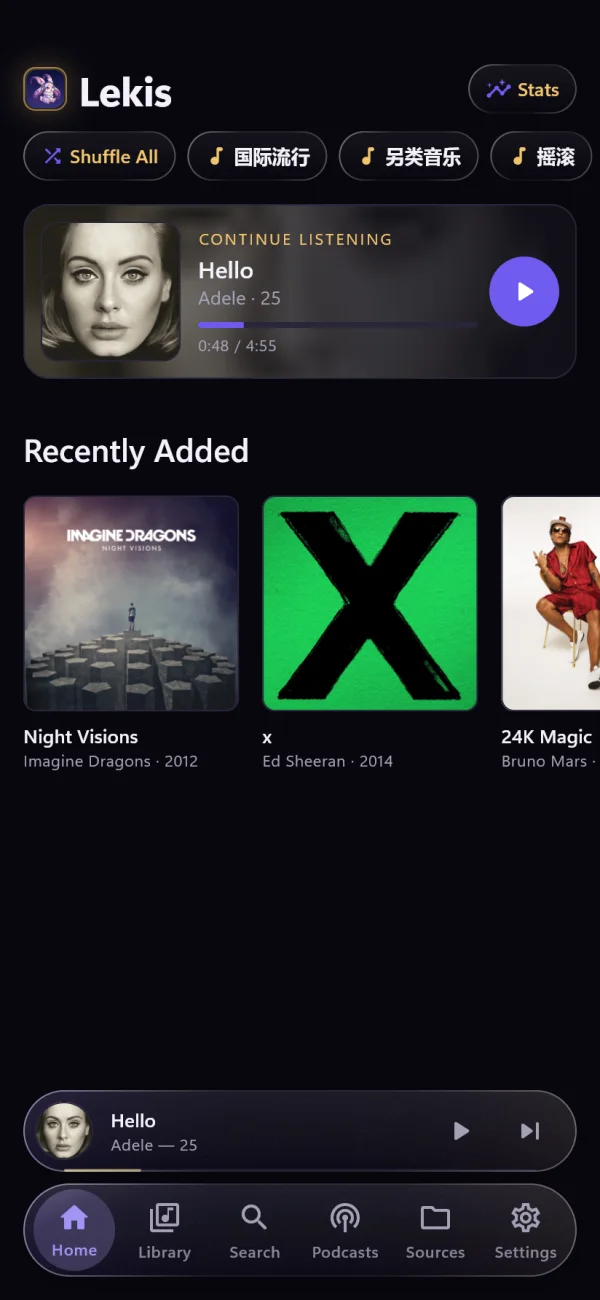 Lekis
Stats
Shuffle All
国际流行
另类音乐
摇滚
CONTINUE LISTENING
Hello
Adele · 25
0:48 / 4:55
Recently Added
IMAGINE DRAGONS
NIGHT VISIONS
X
Night Visions
Imagine Dragons · 2012
x
Ed Sheeran · 2014
24K Magic
Bruno Mars ·
Hello
Adele — 25
Home
Library
Search
Podcasts
Sources
Settings